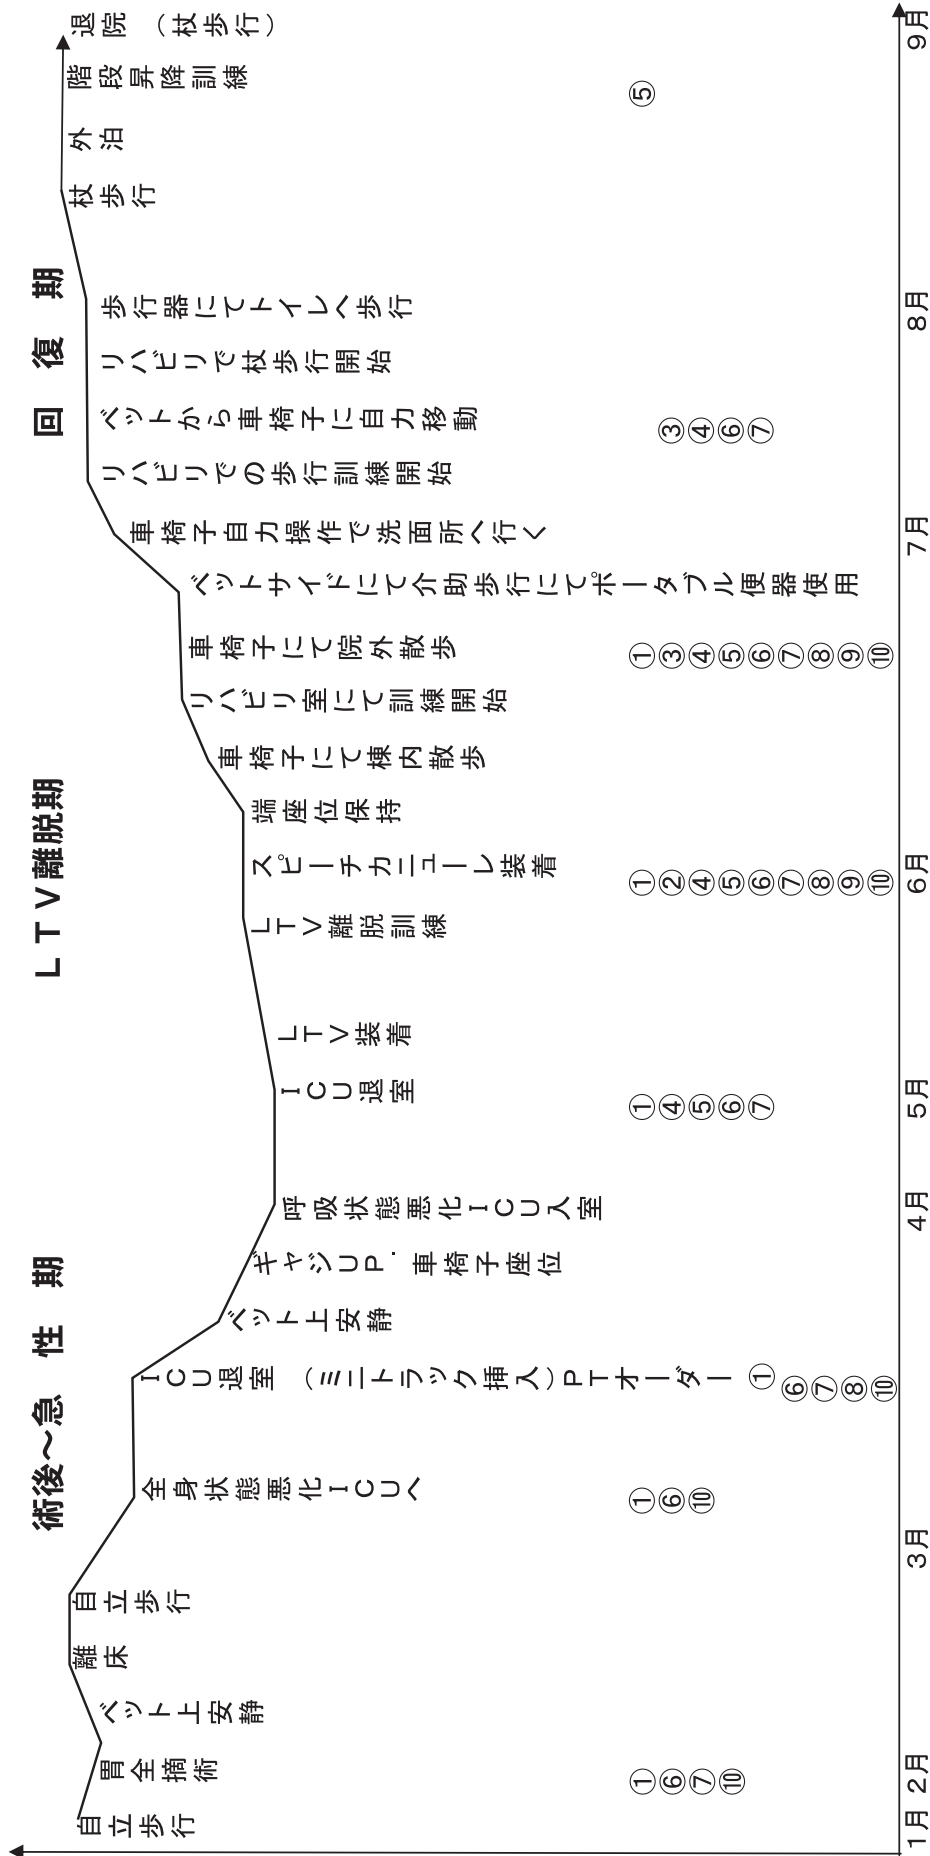 術後～急性期
LTV離脱期
回復期
自立歩行
胃全摘術
ベット上安静
離床
自立歩行
全身状態悪化ICUへ
ICU退室（ミニトラック挿入）PTオーダー
ベット上安静
ギャジUP・車椅子座位
呼吸状態悪化ICU入室
ICU退室
LTV装着
LTV離脱訓練
スピーチカニューレ装着
端座位保持
車椅子にて棟内散歩
リハビリ室にて訓練開始
車椅子にて院外散歩
ベットサイドにて介助歩行にてポータブル便器使用
車椅子自力操作で洗面所へ行く
リハビリでの歩行訓練開始
ベットから車椅子に自力移動
リハビリで杖歩行開始
歩行器にてトイレへ歩行
杖歩行
外泊
階段昇降訓練
退院（杖歩行）
①⑥⑦⑩
①⑥⑩
①⑥⑦⑧⑩
①④⑤⑥⑦
①②④⑤⑥⑦⑧⑨⑩
①③④⑤⑥⑦⑧⑨⑩
③④⑥⑦
⑤
1月 2月 3月 4月 5月 6月 7月 8月 9月